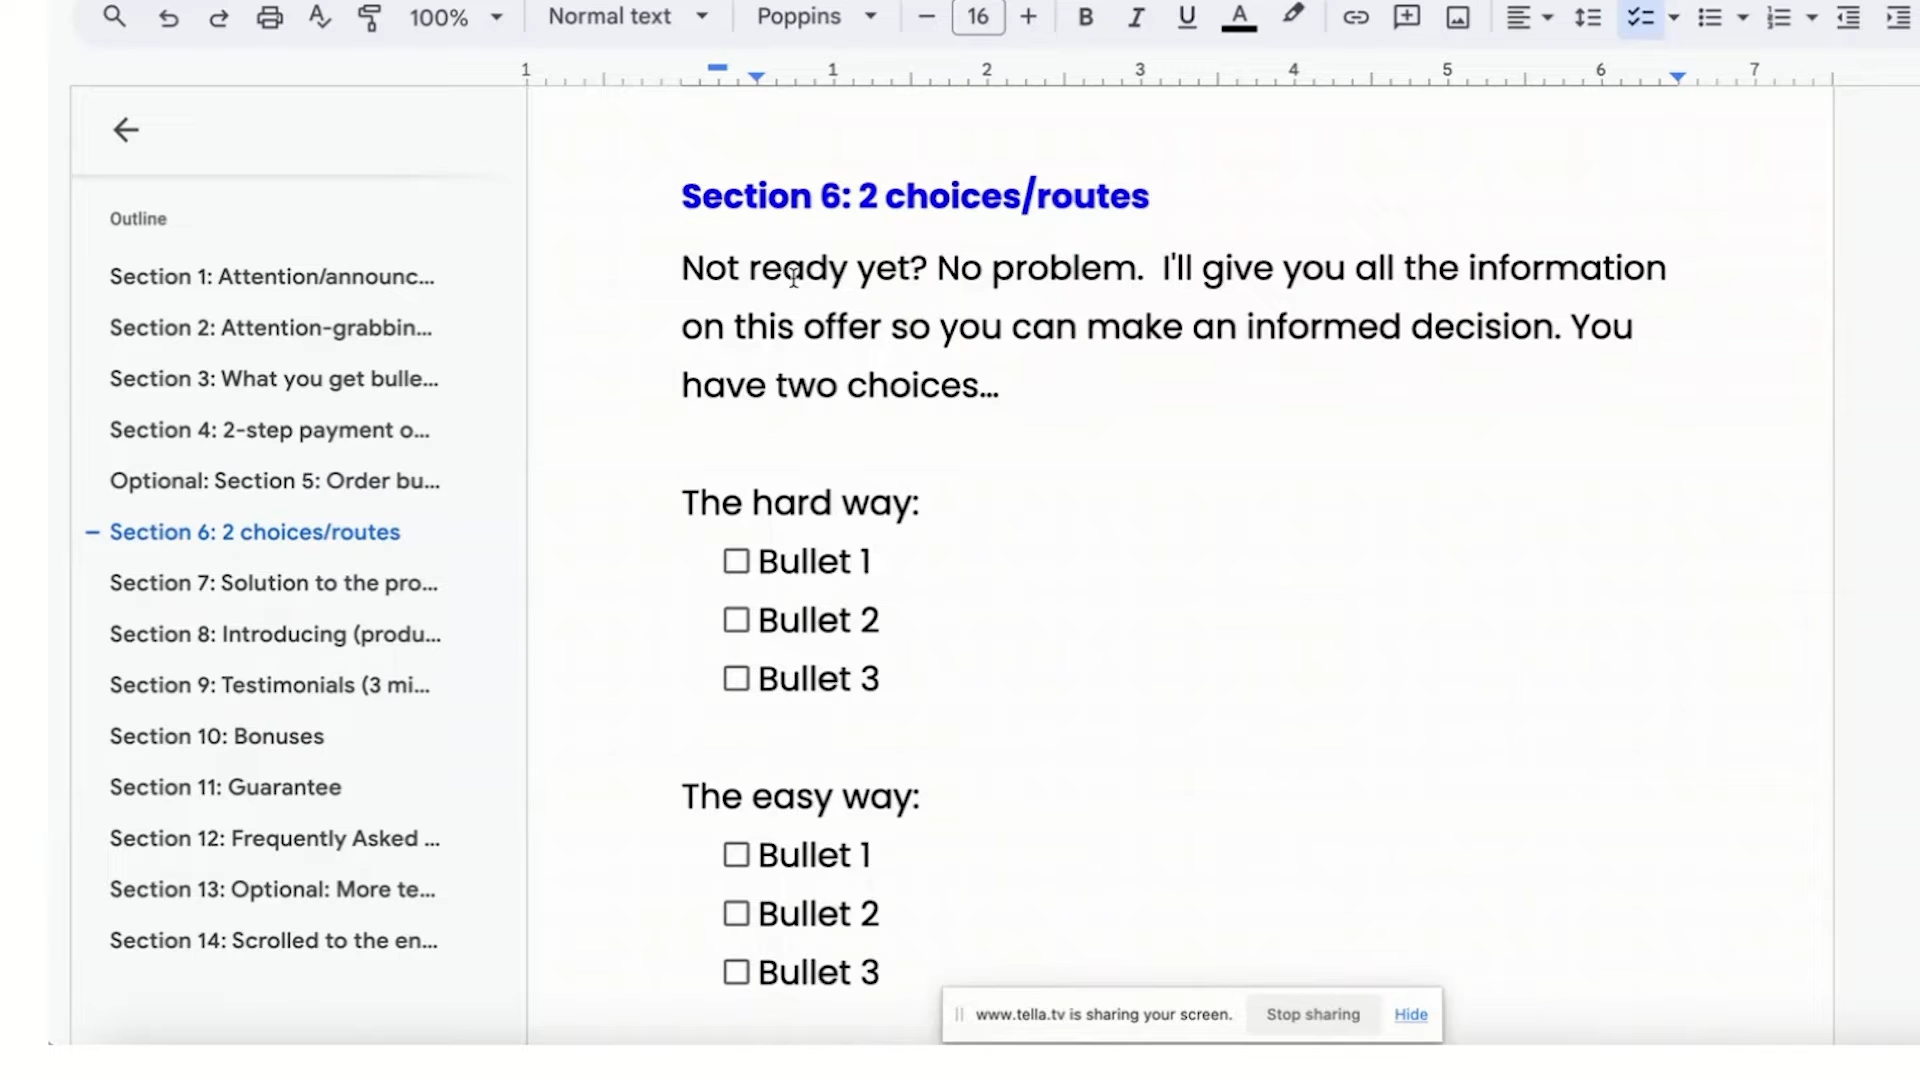 100%
Normal text
Poppins
16
B
I
U
A
1
1
2
3
4
5
6
7
Outline
Section 1: Attention/announc...
Section 2: Attention-grabbin...
Section 3: What you get bulle...
Section 4: 2-step payment o...
Optional: Section 5: Order bu...
Section 6: 2 choices/routes
Section 7: Solution to the pro...
Section 8: Introducing (produ...
Section 9: Testimonials (3 mi...
Section 10: Bonuses
Section 11: Guarantee
Section 12: Frequently Asked ...
Section 13: Optional: More te...
Section 14: Scrolled to the en...
Section 6: 2 choices/routes
Not ready yet? No problem.  I'll give you all the information
on this offer so you can make an informed decision. You
have two choices...
The hard way:
Bullet 1
Bullet 2
Bullet 3
The easy way:
Bullet 1
Bullet 2
Bullet 3
www.tella.tv is sharing your screen.
Stop sharing
Hide